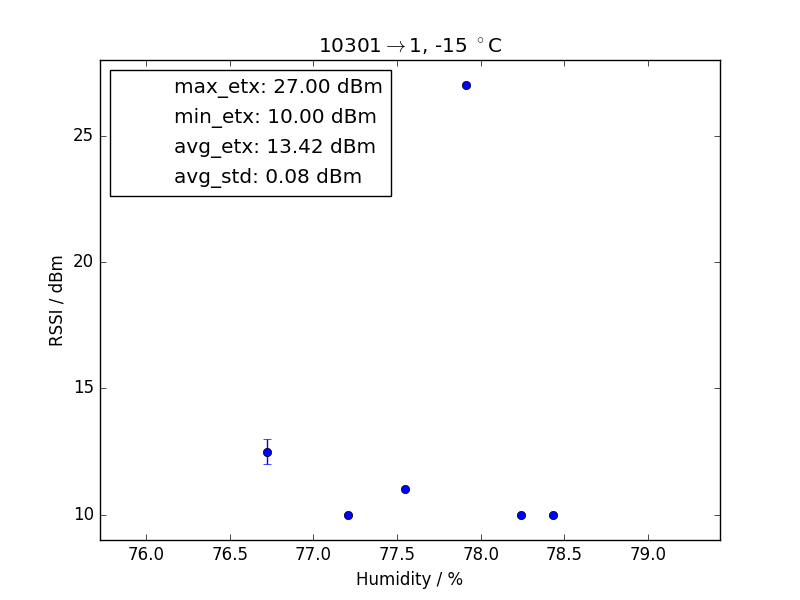 10301→1, -15 °C
max_etx: 27.00 dBm
min_etx: 10.00 dBm
avg_etx: 13.42 dBm
avg_std: 0.08 dBm
25
20
15
10
RSSI / dBm
76.0 76.5 77.0 77.5 78.0 78.5 79.0
Humidity / %